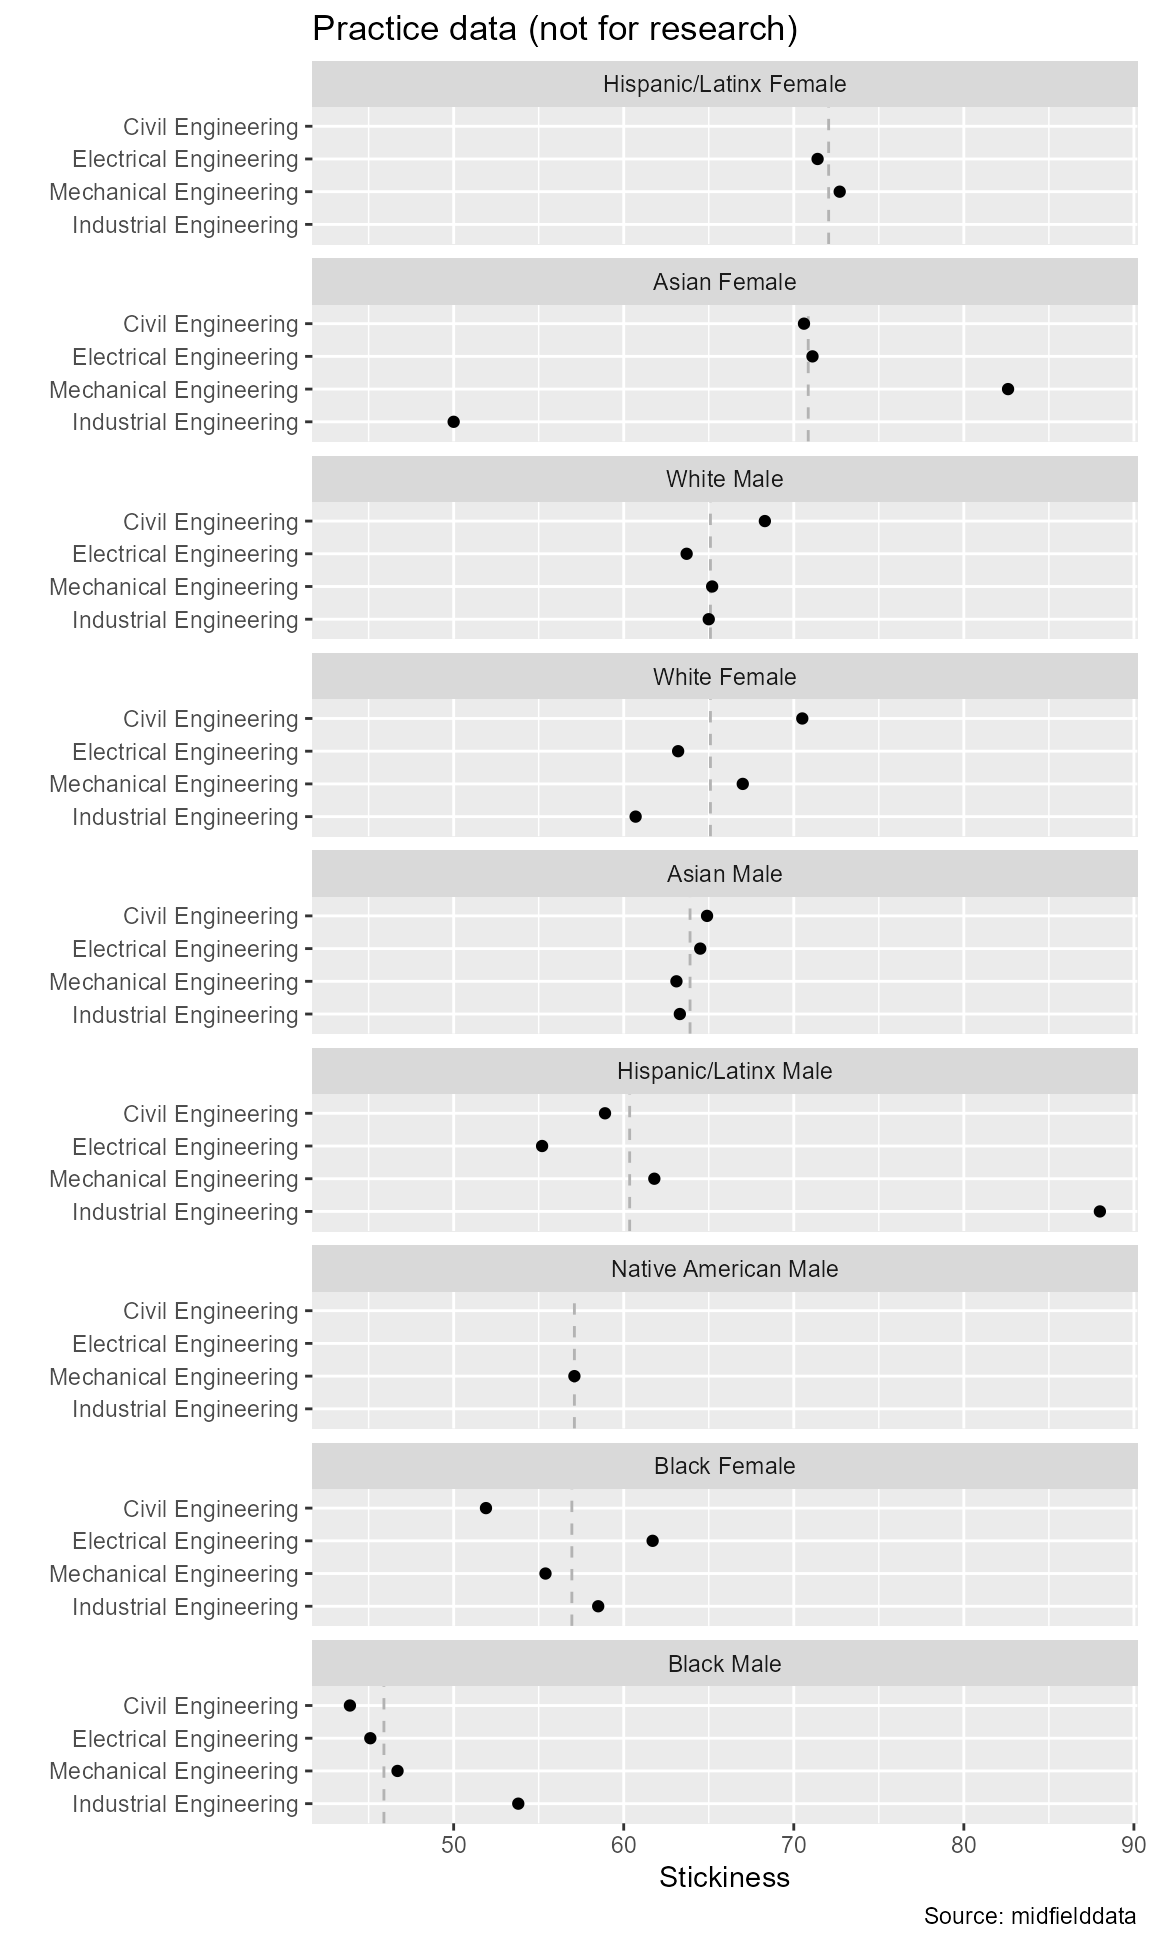 Practice data (not for research)
Hispanic/Latinx Female
Civil Engineering
Electrical Engineering
Mechanical Engineering
Industrial Engineering
Asian Female
Civil Engineering
Electrical Engineering
Mechanical Engineering
Industrial Engineering
White Male
Civil Engineering
Electrical Engineering
Mechanical Engineering
Industrial Engineering
White Female
Civil Engineering
Electrical Engineering
Mechanical Engineering
Industrial Engineering
Asian Male
Civil Engineering
Electrical Engineering
Mechanical Engineering
Industrial Engineering
Hispanic/Latinx Male
Civil Engineering
Electrical Engineering
Mechanical Engineering
Industrial Engineering
Native American Male
Civil Engineering
Electrical Engineering
Mechanical Engineering
Industrial Engineering
Black Female
Civil Engineering
Electrical Engineering
Mechanical Engineering
Industrial Engineering
Black Male
Civil Engineering
Electrical Engineering
Mechanical Engineering
Industrial Engineering
50 60 70 80 90
Stickiness
Source: midfielddata